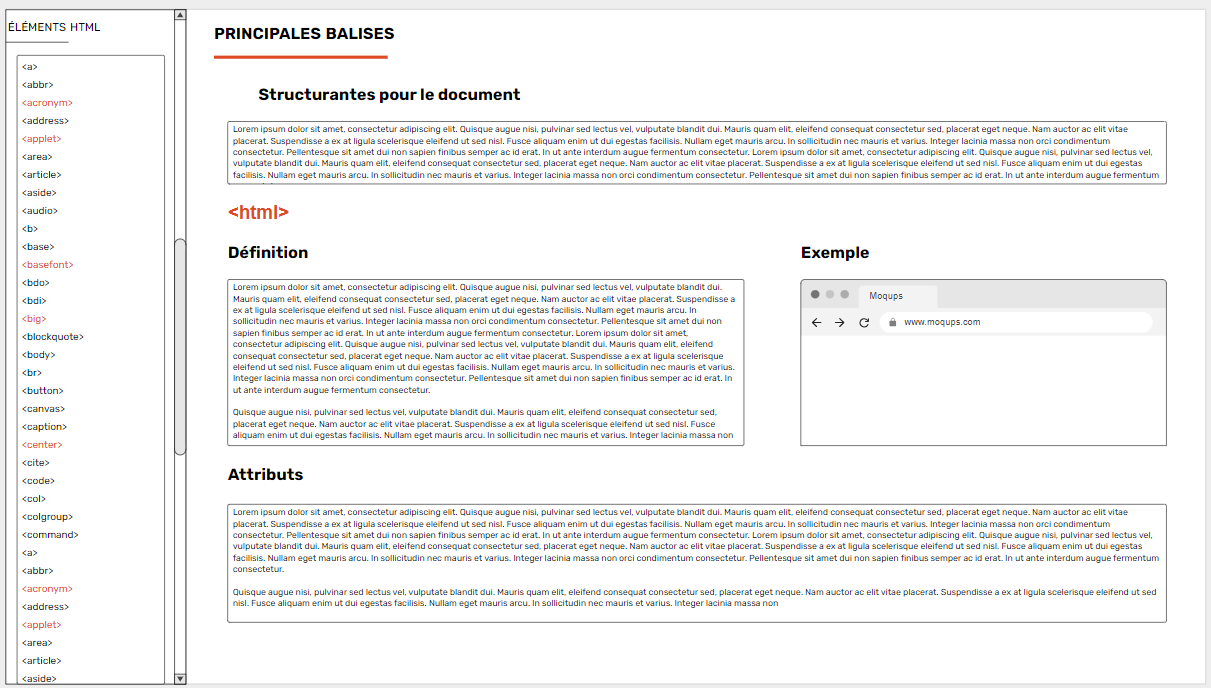 ÉLÉMENTS HTML
<a>
<abbr>
<acronym>
<address>
<applet>
<area>
<article>
<aside>
<audio>
<b>
<base>
<basefont>
<bdo>
<bdi>
<big>
<blockquote>
<body>
<br>
<button>
<canvas>
<caption>
<center>
<cite>
<code>
<col>
<colgroup>
<command>
<a>
<abbr>
<acronym>
<address>
<applet>
<area>
<article>
<aside>
PRINCIPALES BALISES
Structurantes pour le document
Lorem ipsum dolor sit amet, consectetur adipiscing elit. Quisque augue nisi, pulvinar sed lectus vel, vulputate blandit dui. Mauris quam elit, eleifend consequat consectetur sed, placerat eget neque. Nam auctor ac elit vitae
placerat. Suspendisse a ex at ligula scelerisque eleifend ut sed nisl. Fusce aliquam enim ut dui egestas facilisis. Nullam eget mauris arcu. In sollicitudin nec mauris et varius. Integer lacinia massa non orci condimentum
consectetur. Pellentesque sit amet dui non sapien finibus semper ac id erat. In ut ante interdum augue fermentum consectetur. Lorem ipsum dolor sit amet, consectetur adipiscing elit. Quisque augue nisi, pulvinar sed lectus vel,
vulputate blandit dui. Mauris quam elit, eleifend consequat consectetur sed, placerat eget neque. Nam auctor ac elit vitae placerat. Suspendisse a ex at ligula scelerisque eleifend ut sed nisl. Fusce aliquam enim ut dui egestas
facilisis. Nullam eget mauris arcu. In sollicitudin nec mauris et varius. Integer lacinia massa non orci condimentum consectetur. Pellentesque sit amet dui non sapien finibus semper ac id erat. In ut ante interdum augue fermentum
<html>
Définition
Lorem ipsum dolor sit amet, consectetur adipiscing elit. Quisque augue nisi, pulvinar sed lectus vel, vulputate blandit dui.
Mauris quam elit, eleifend consequat consectetur sed, placerat eget neque. Nam auctor ac elit vitae placerat. Suspendisse a
ex at ligula scelerisque eleifend ut sed nisl. Fusce aliquam enim ut dui egestas facilisis. Nullam eget mauris arcu. In
sollicitudin nec mauris et varius. Integer lacinia massa non orci condimentum consectetur. Pellentesque sit amet dui non
sapien finibus semper ac id erat. In ut ante interdum augue fermentum consectetur. Lorem ipsum dolor sit amet,
consectetur adipiscing elit. Quisque augue nisi, pulvinar sed lectus vel, vulputate blandit dui. Mauris quam elit, eleifend
consequat consectetur sed, placerat eget neque. Nam auctor ac elit vitae placerat. Suspendisse a ex at ligula scelerisque
eleifend ut sed nisl. Fusce aliquam enim ut dui egestas facilisis. Nullam eget mauris arcu. In sollicitudin nec mauris et varius.
Integer lacinia massa non orci condimentum consectetur. Pellentesque sit amet dui non sapien finibus semper ac id erat. In
ut ante interdum augue fermentum consectetur.
Quisque augue nisi, pulvinar sed lectus vel, vulputate blandit dui. Mauris quam elit, eleifend consequat consectetur sed,
placerat eget neque. Nam auctor ac elit vitae placerat. Suspendisse a ex at ligula scelerisque eleifend ut sed nisl. Fusce
aliquam enim ut dui egestas facilisis. Nullam eget mauris arcu. In sollicitudin nec mauris et varius. Integer lacinia massa non
Exemple
Moqups
www.moqups.com
Attributs
Lorem ipsum dolor sit amet, consectetur adipiscing elit. Quisque augue nisi, pulvinar sed lectus vel, vulputate blandit dui. Mauris quam elit, eleifend consequat consectetur sed, placerat eget neque. Nam auctor ac elit vitae
placerat. Suspendisse a ex at ligula scelerisque eleifend ut sed nisl. Fusce aliquam enim ut dui egestas facilisis. Nullam eget mauris arcu. In sollicitudin nec mauris et varius. Integer lacinia massa non orci condimentum
consectetur. Pellentesque sit amet dui non sapien finibus semper ac id erat. In ut ante interdum augue fermentum consectetur. Lorem ipsum dolor sit amet, consectetur adipiscing elit. Quisque augue nisi, pulvinar sed lectus vel,
vulputate blandit dui. Mauris quam elit, eleifend consequat consectetur sed, placerat eget neque. Nam auctor ac elit vitae placerat. Suspendisse a ex at ligula scelerisque eleifend ut sed nisl. Fusce aliquam enim ut dui egestas
facilisis. Nullam eget mauris arcu. In sollicitudin nec mauris et varius. Integer lacinia massa non orci condimentum consectetur. Pellentesque sit amet dui non sapien finibus semper ac id erat. In ut ante interdum augue fermentum
consectetur.
Quisque augue nisi, pulvinar sed lectus vel, vulputate blandit dui. Mauris quam elit, eleifend consequat consectetur sed, placerat eget neque. Nam auctor ac elit vitae placerat. Suspendisse a ex at ligula scelerisque eleifend ut sed
nisl. Fusce aliquam enim ut dui egestas facilisis. Nullam eget mauris arcu. In sollicitudin nec mauris et varius. Integer lacinia massa non